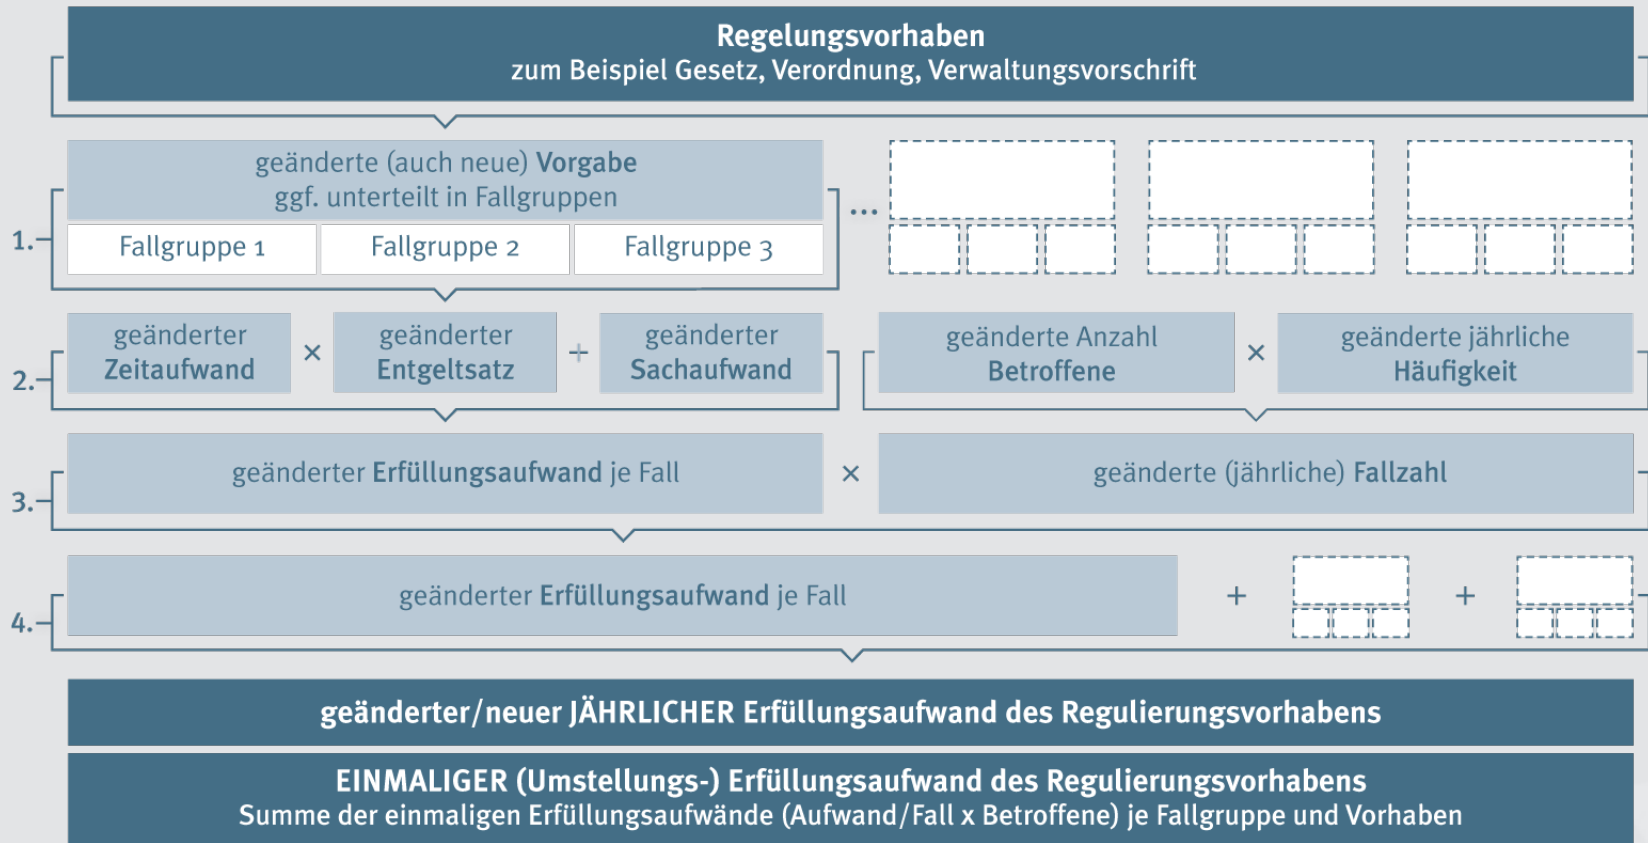 Regelungsvorhaben
zum Beispiel Gesetz, Verordnung, Verwaltungsvorschrift
1.
geänderte (auch neue) Vorgabe
ggf. unterteilt in Fallgruppen
...
Fallgruppe 1
Fallgruppe 2
Fallgruppe 3
2.
geänderter
Zeitaufwand
×
geänderter
Entgeltsatz
+
geänderter
Sachaufwand
geänderte Anzahl
Betroffene
×
geänderte jährliche
Häufigkeit
3.
geänderter Erfüllungsaufwand je Fall
×
geänderte (jährliche) Fallzahl
4.
geänderter Erfüllungsaufwand je Fall
+
+
geänderter/neuer JÄHRLICHER Erfüllungsaufwand des Regulierungsvorhabens
EINMALIGER (Umstellungs-) Erfüllungsaufwand des Regulierungsvorhabens
Summe der einmaligen Erfüllungsaufwände (Aufwand/Fall x Betroffene) je Fallgruppe und Vorhaben